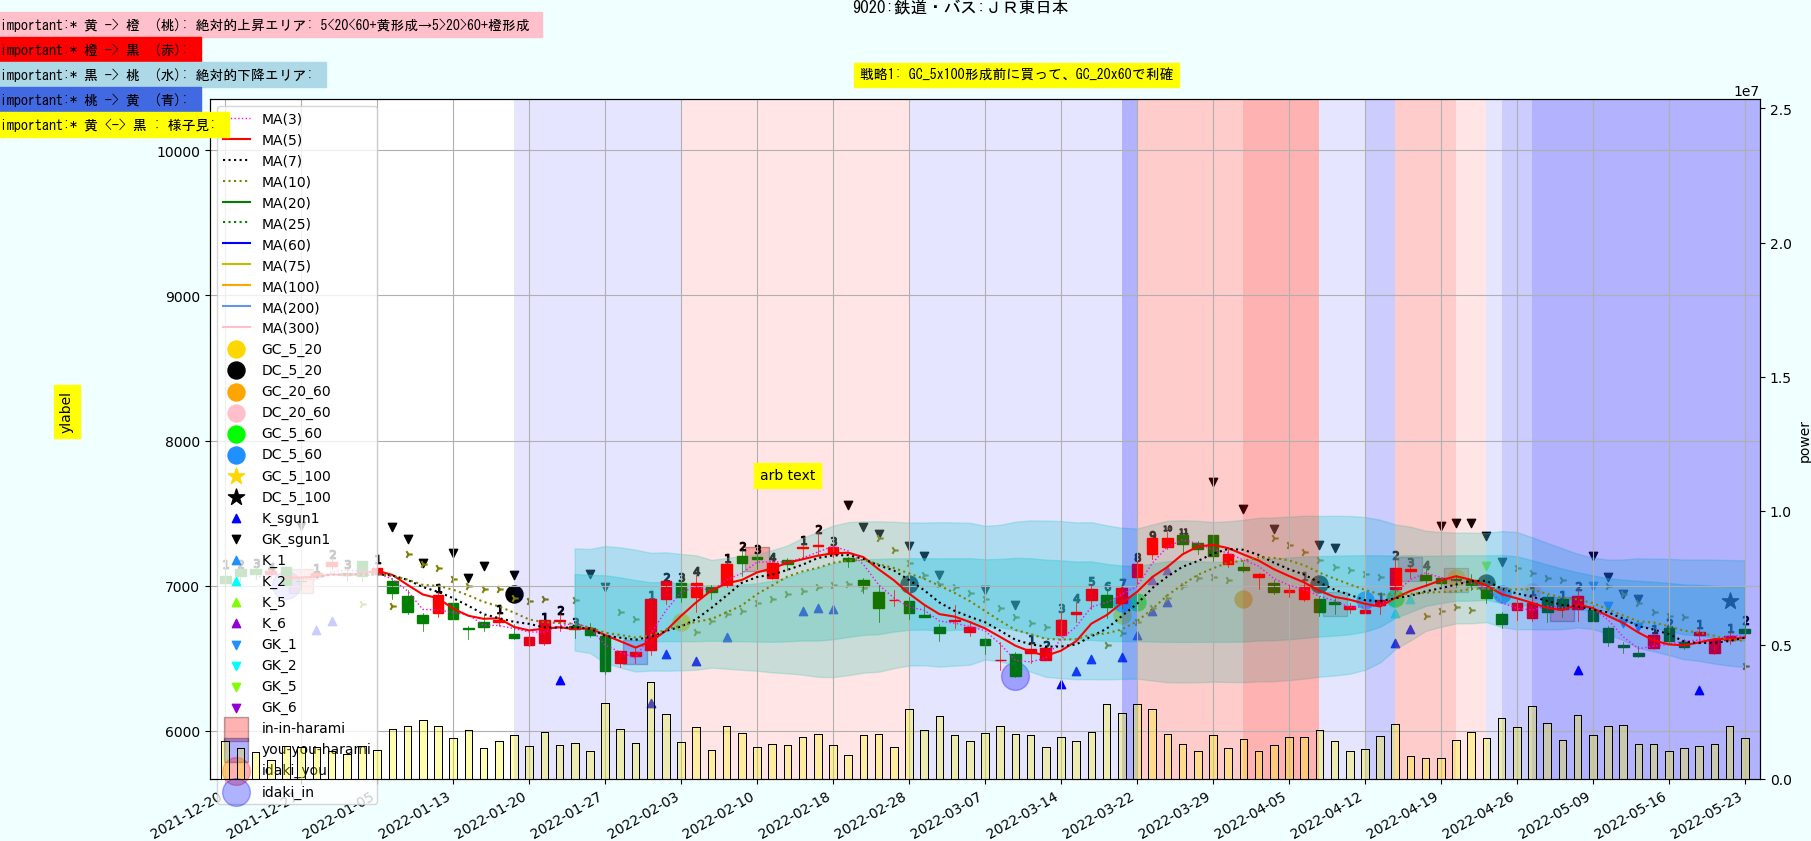 9020:鉄道・バス:ＪＲ東日本
important:* 黄 -> 橙 (桃): 絶対的上昇エリア: 5<20<60+黄形成→5>20>60+橙形成
important:* 橙 -> 黒 (赤):
important:* 黒 -> 桃 (水): 絶対的下降エリア:
戦略1: GC_5x100形成前に買って、GC_20x60で利確
important:* 桃 -> 黄 (青):
important:* 黄 <-> 黒 : 様子見:
1e7
MA(3)
MA(5)
MA(7)
MA(10)
MA(20)
MA(25)
MA(60)
MA(75)
MA(100)
MA(200)
MA(300)
GC_5_20
DC_5_20
GC_20_60
DC_20_60
GC_5_60
DC_5_60
GC_5_100
DC_5_100
K_sgun1
GK_sgun1
K_1
K_2
K_5
K_6
GK_1
GK_2
GK_5
GK_6
in-in-harami
you-you-harami
idaki_you
idaki_in
ylabel
10000
9000
8000
7000
6000
arb text
2.5
2.0
1.5
1.0
0.5
0.0
power
2021-12-20
2022-01-05
2022-01-13
2022-01-20
2022-01-27
2022-02-03
2022-02-10
2022-02-18
2022-02-28
2022-03-07
2022-03-14
2022-03-22
2022-03-29
2022-04-05
2022-04-12
2022-04-19
2022-04-26
2022-05-09
2022-05-16
2022-05-23